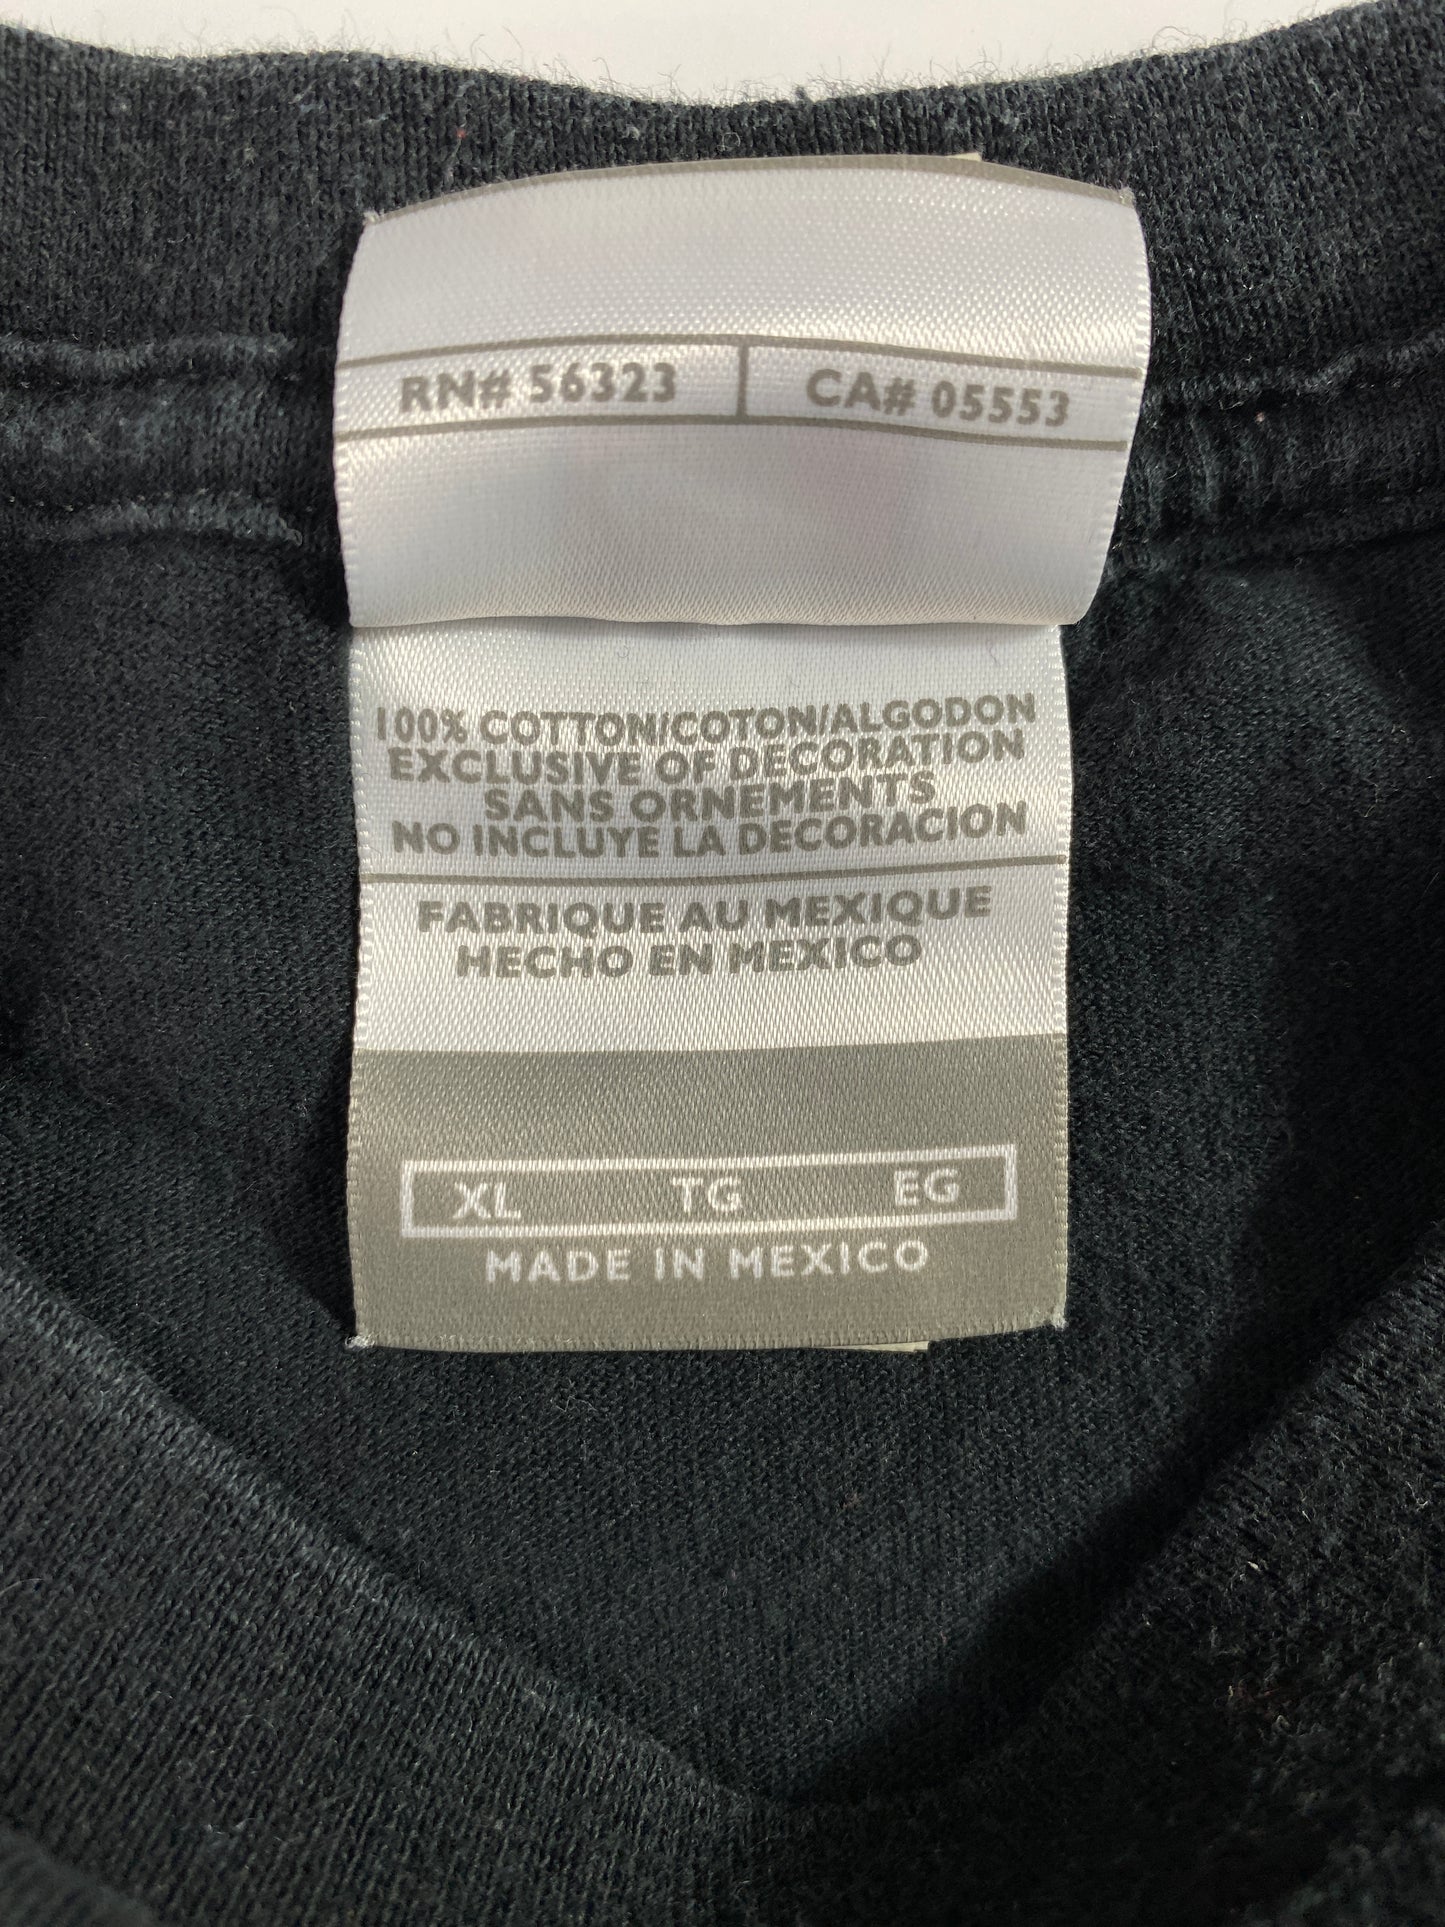 RN# 56323 CA# 05553
100% COTTON/COTON/ALGODON
EXCLUSIVE OF DECORATION
SANS ORNEMENTS
NO INCLUYE LA DECORACION
FABRIQUE AU MEXIQUE
HECHO EN MEXICO
XL TG EG
MADE IN MEXICO